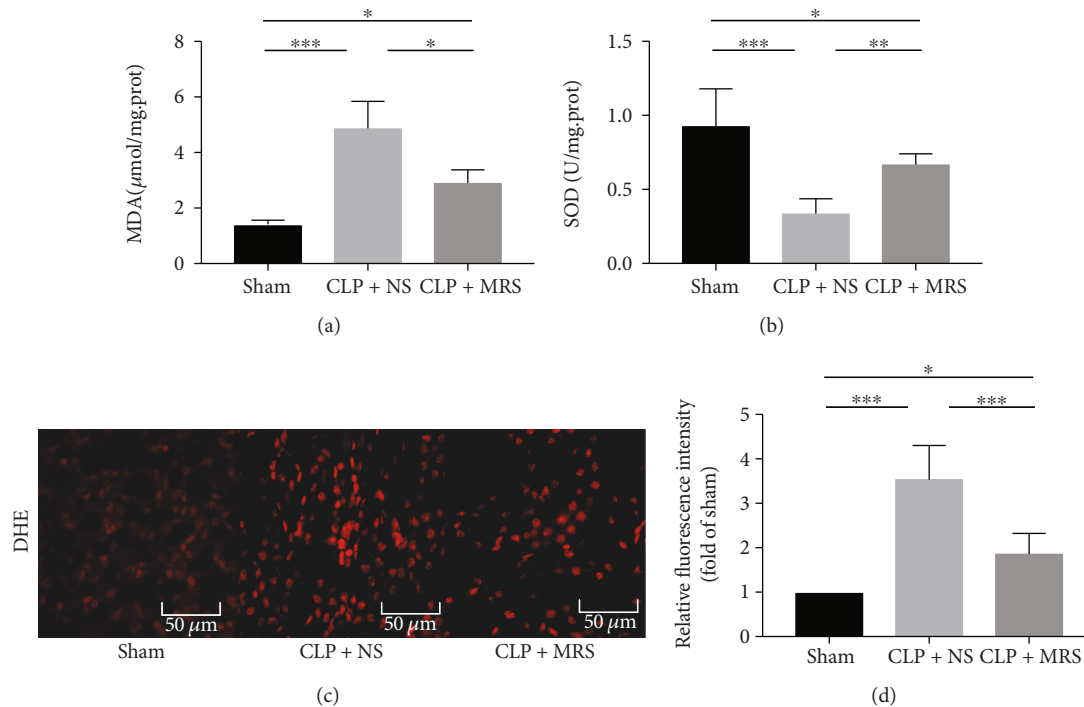 MDA(µmol/mg.prot)
8
6
4
2
0
*
***
*
Sham
CLP + NS
CLP + MRS
(a)
SOD (U/mg.prot)
1.5
1.0
0.5
0.0
*
***
**
Sham
CLP + NS
CLP + MRS
(b)
DHE
50 µm
50 µm
50 µm
Sham
CLP + NS
CLP + MRS
(c)
Relative fluorescence intensity
(fold of sham)
5
4
3
2
1
0
*
***
***
Sham
CLP + NS
CLP + MRS
(d)